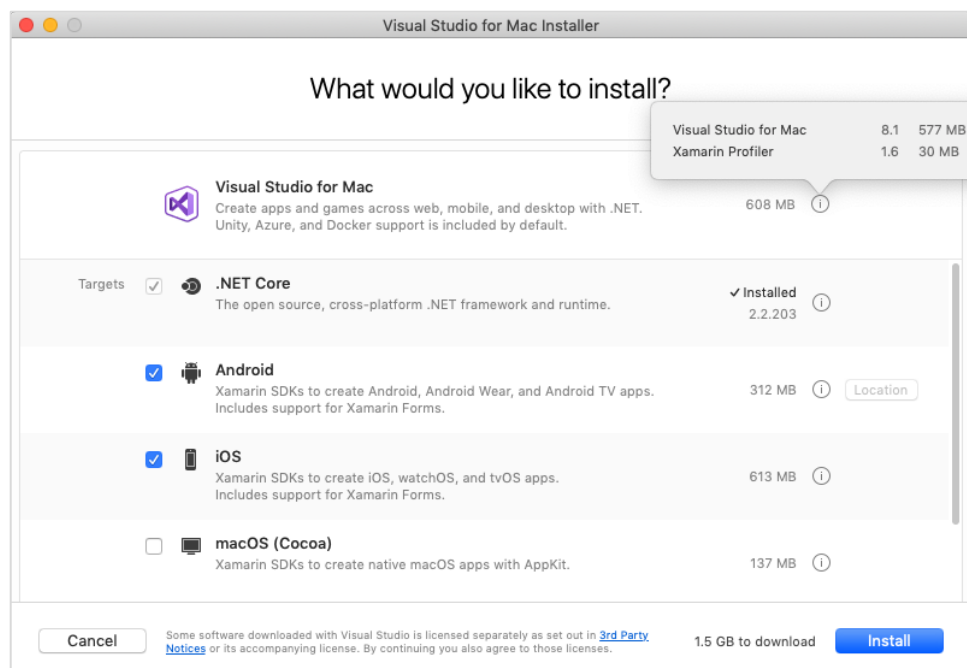 Visual Studio for Mac Installer
What would you like to install?
Visual Studio for Mac 8.1 577 MB
Xamarin Profiler 1.6 30 MB
Visual Studio for Mac
Create apps and games across web, mobile, and desktop with .NET.
Unity, Azure, and Docker support is included by default.
608 MB
Targets
.NET Core
The open source, cross-platform .NET framework and runtime.
✓ Installed
2.2.203
Android
Xamarin SDKs to create Android, Android Wear, and Android TV apps.
Includes support for Xamarin Forms.
312 MB
Location
iOS
Xamarin SDKs to create iOS, watchOS, and tvOS apps.
Includes support for Xamarin Forms.
613 MB
macOS (Cocoa)
Xamarin SDKs to create native macOS apps with AppKit.
137 MB
Cancel
Some software downloaded with Visual Studio is licensed separately as set out in 3rd Party
Notices or its accompanying license. By continuing you also agree to those licenses.
1.5 GB to download
Install